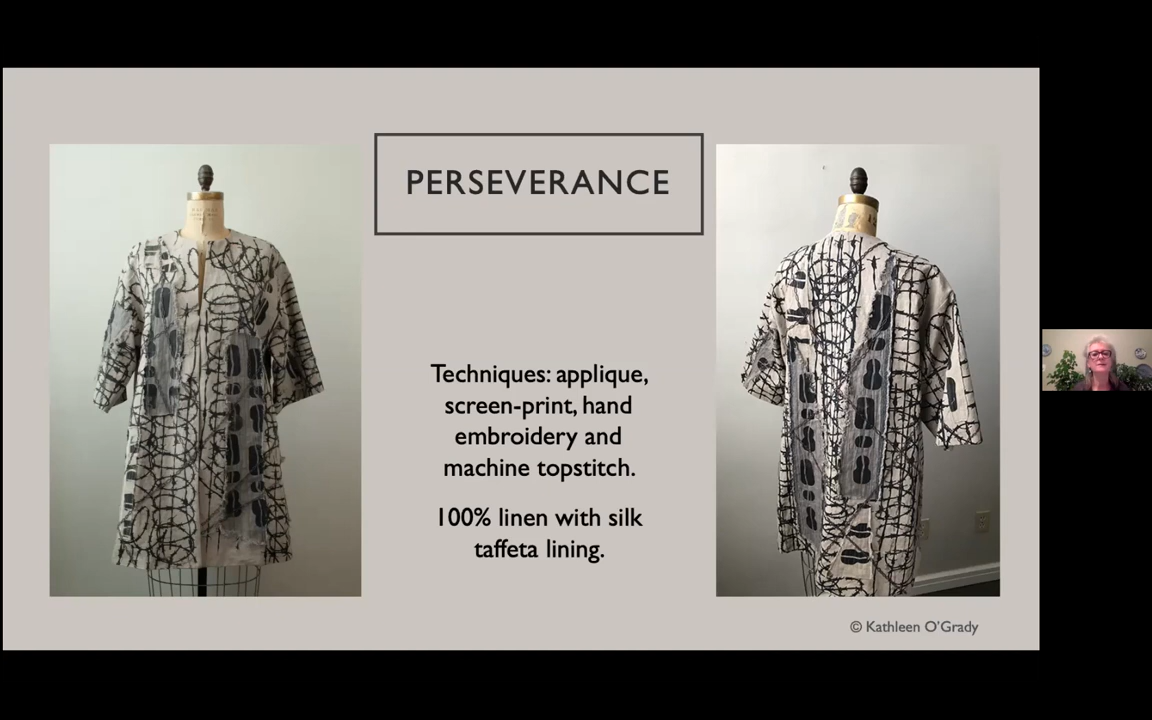 PERSEVERANCE
Techniques: applique,
screen-print, hand
embroidery and
machine topstitch.
100% linen with silk
taffeta lining.
© Kathleen O'Grady